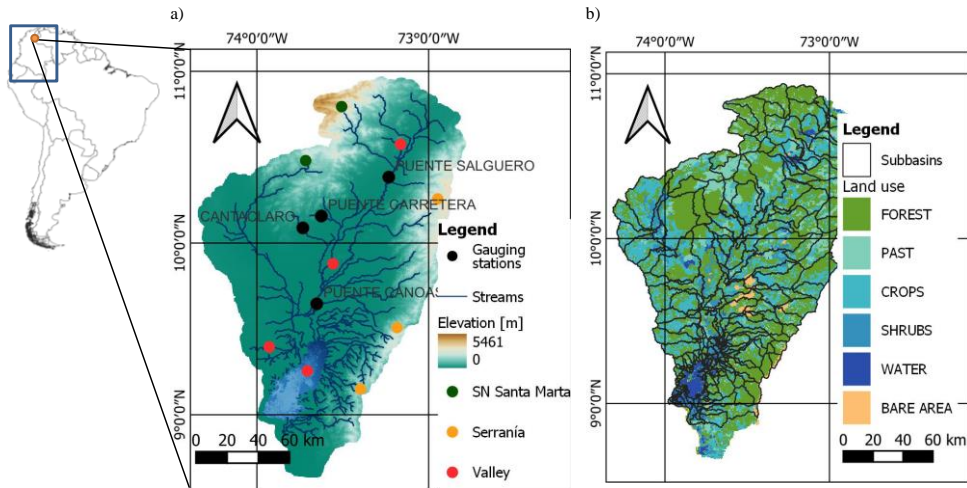 a)
74°0'0"N
73°0'0"N
11°0'0"N
10°0'0"N
9°0'0"N
PUENTE SALGUERO
PUENTE CARRETERA
CANTACLARO
PUENTE CANOAS
Legend
Gauging
stations
Streams
Elevation [m]
5461
0
SN Santa Marta
Serranía
Valley
0 20 40 60 km
b)
74°0'0"N
73°0'0"N
11°0'0"N
10°0'0"N
9°0'0"N
Legend
Subbasins
Land use
FOREST
PAST
CROPS
SHRUBS
WATER
BARE AREA
0 20 40 60 km